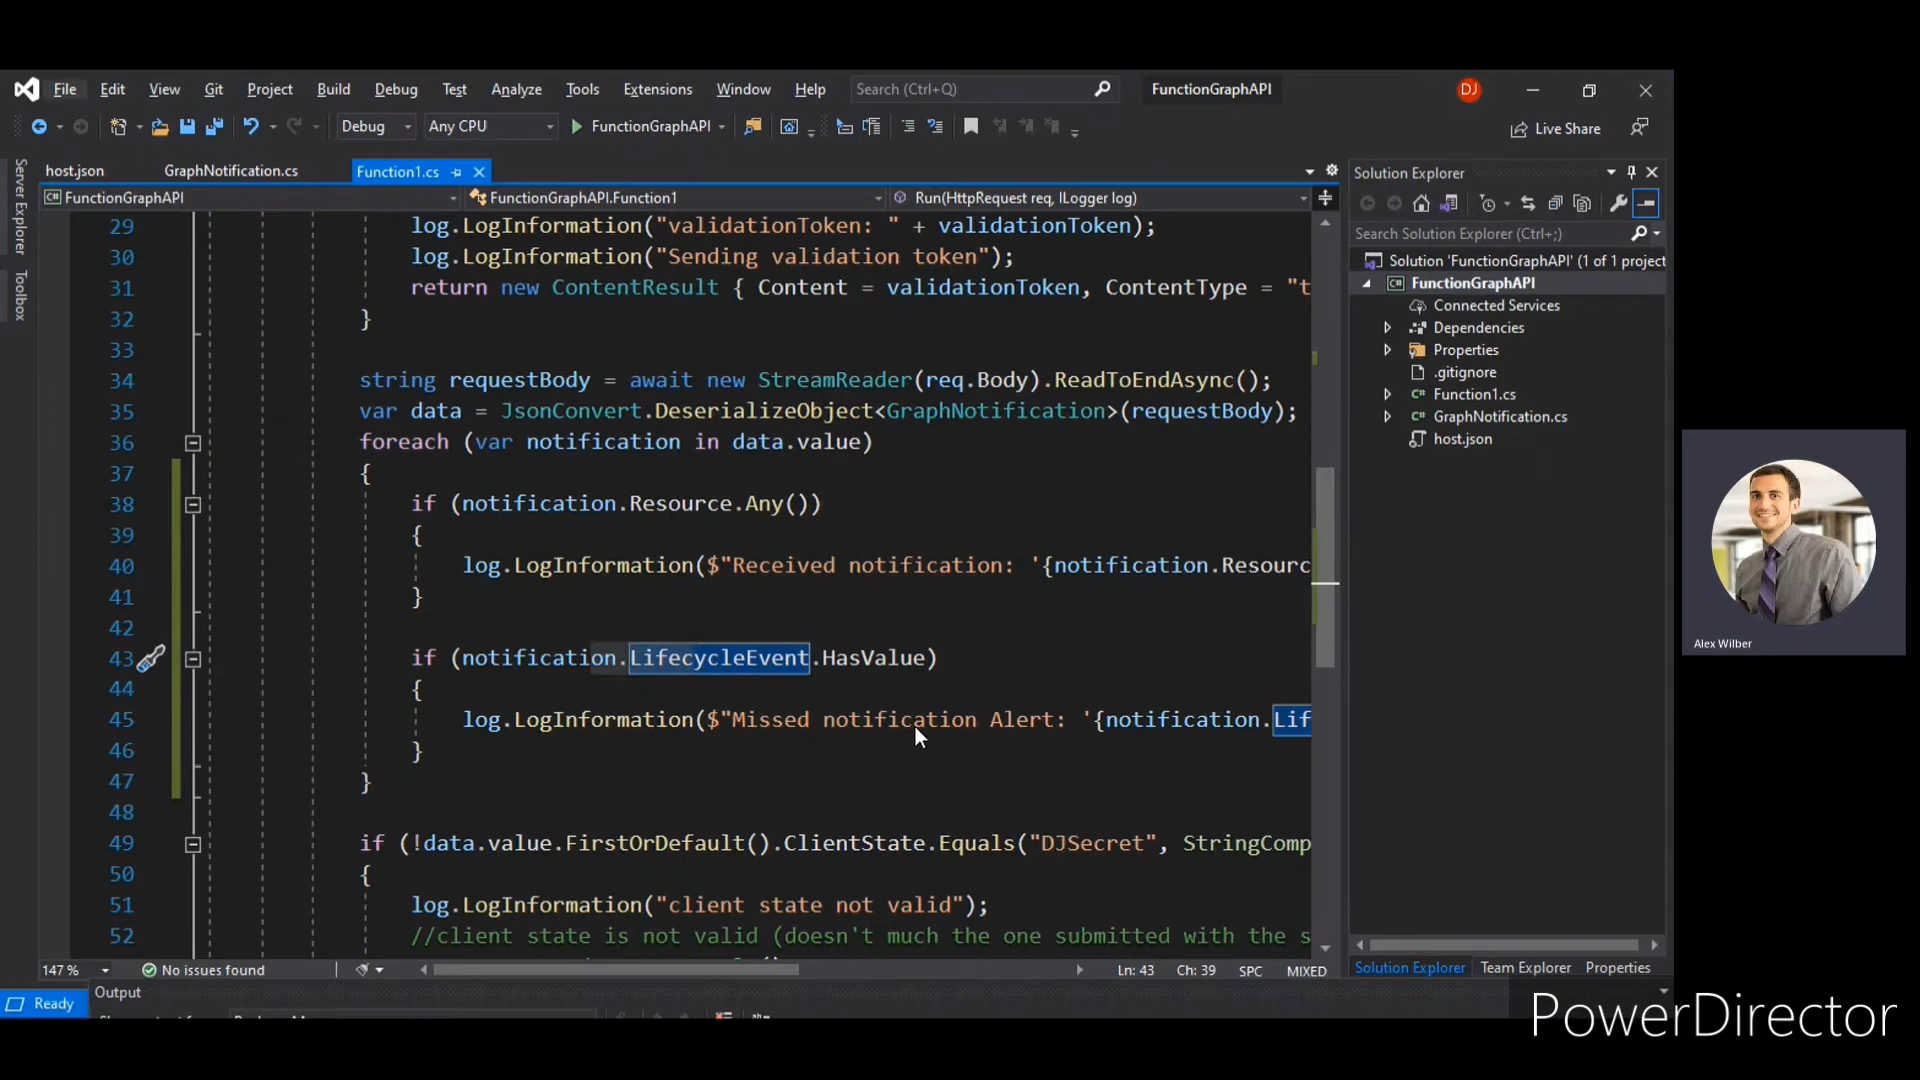 File Edit View Git Project Build Debug Test Analyze Tools Extensions Window Help Search (Ctrl+Q) FunctionGraphAPI DJ
Debug Any CPU FunctionGraphAPI Live Share
Server Explorer
Toolbox
host.json GraphNotification.cs Function1.cs
FunctionGraphAPI FunctionGraphAPI.Function1 Run(HttpRequest req, ILogger log)
29 log.LogInformation("validationToken: " + validationToken);
30 log.LogInformation("Sending validation token");
31 return new ContentResult { Content = validationToken, ContentType = "t
32 }
33
34 string requestBody = await new StreamReader(req.Body).ReadToEndAsync();
35 var data = JsonConvert.DeserializeObject<GraphNotification>(requestBody);
36 foreach (var notification in data.value)
37 {
38 if (notification.Resource.Any())
39 {
40 log.LogInformation($"Received notification: '{notification.Resourc
41 }
42
43 if (notification.LifecycleEvent.HasValue)
44 {
45 log.LogInformation($"Missed notification Alert: '{notification.Lif
46 }
47 }
48
49 if (!data.value.FirstOrDefault().ClientState.Equals("DJSecret", StringComp
50 {
51 log.LogInformation("client state not valid");
52 //client state is not valid (doesn't much the one submitted with the s
147 % No issues found Ln: 43 Ch: 39 SPC MIXED
Output
Ready
Solution Explorer
Search Solution Explorer (Ctrl+;)
Solution 'FunctionGraphAPI' (1 of 1 project
FunctionGraphAPI
Connected Services
Dependencies
Properties
.gitignore
Function1.cs
GraphNotification.cs
host.json
Solution Explorer Team Explorer Properties
Alex Wilber
PowerDirector